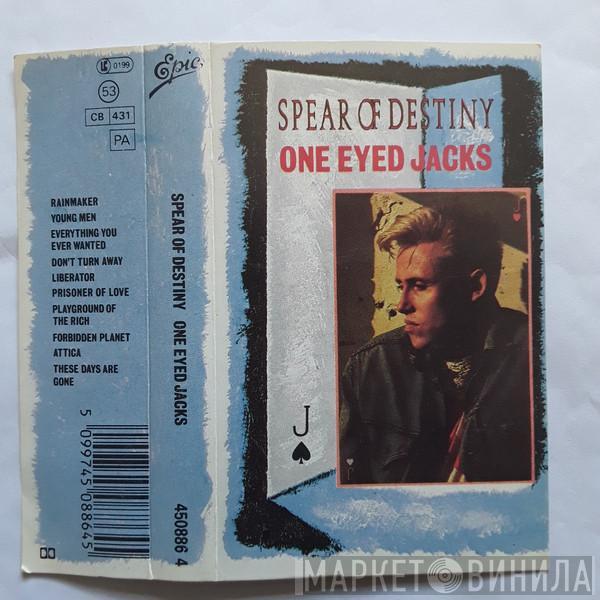 LC 0199
Epic
53
CB 431
PA
RAINMAKER
YOUNG MEN
EVERYTHING YOU
EVER WANTED
DON'T TURN AWAY
LIBERATOR
PRISONER OF LOVE
PLAYGROUND OF
THE RICH
FORBIDDEN PLANET
ATTICA
THESE DAYS ARE
GONE
5 099745 088645
SPEAR OF DESTINY ONE EYED JACKS
450886 4
SPEAR OF DESTINY
ONE EYED JACKS
J
J
J
МАРКЕТ ВИНИЛА